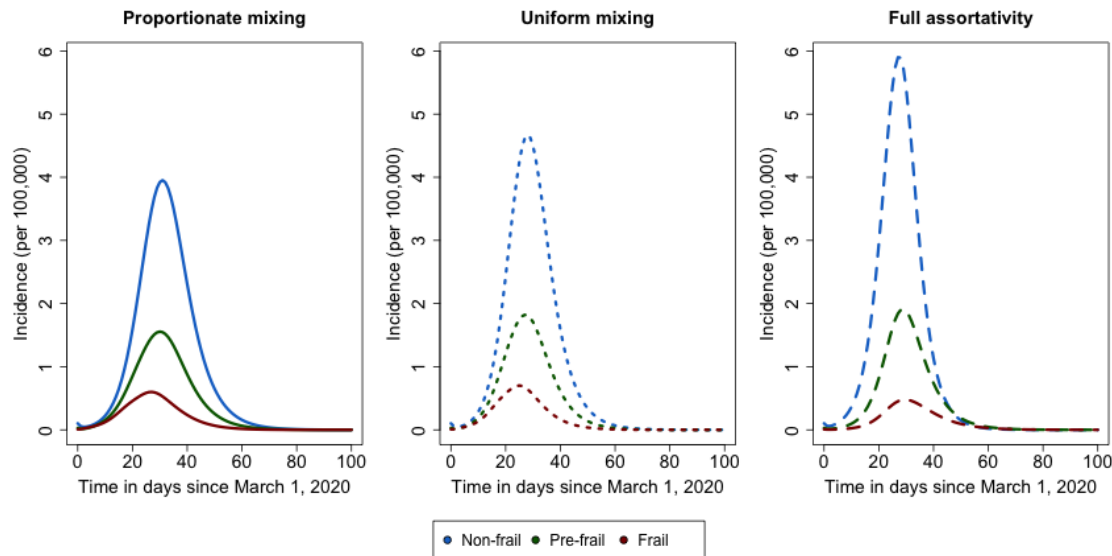 Proportionate mixing
Uniform mixing
Full assortativity
Incidence (per 100,000)
0 1 2 3 4 5 6
0 20 40 60 80 100
Time in days since March 1, 2020
Incidence (per 100,000)
0 1 2 3 4 5 6
0 20 40 60 80 100
Time in days since March 1, 2020
Incidence (per 100,000)
0 1 2 3 4 5 6
0 20 40 60 80 100
Time in days since March 1, 2020
Non-frail Pre-frail Frail